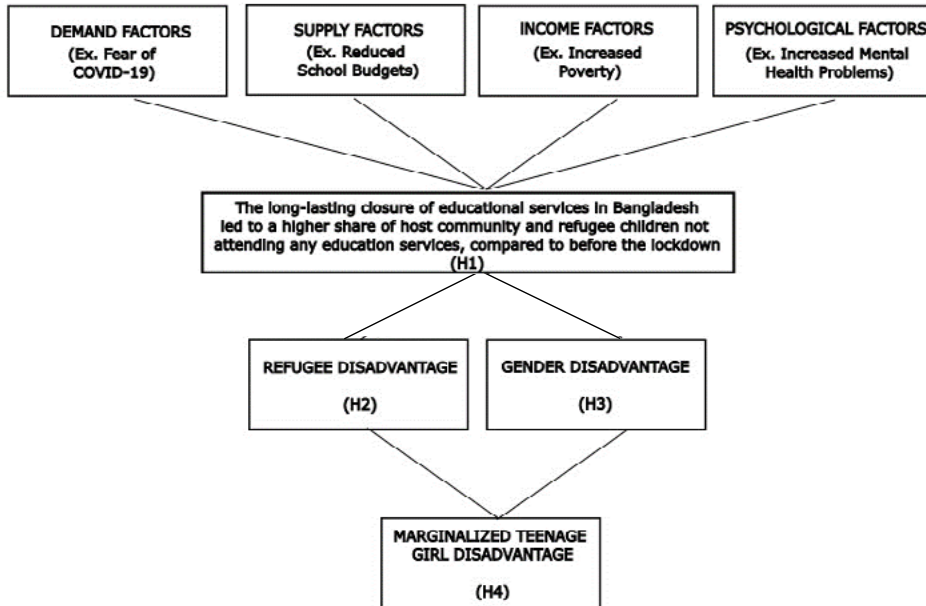 DEMAND FACTORS
(Ex. Fear of
COVID-19)
SUPPLY FACTORS
(Ex. Reduced
School Budgets)
INCOME FACTORS
(Ex. Increased
Poverty)
PSYCHOLOGICAL FACTORS
(Ex. Increased Mental
Health Problems)
The long-lasting closure of educational services in Bangladesh
led to a higher share of host community and refugee children not
attending any education services, compared to before the lockdown
(H1)
REFUGEE DISADVANTAGE
(H2)
GENDER DISADVANTAGE
(H3)
MARGINALIZED TEENAGE
GIRL DISADVANTAGE
(H4)